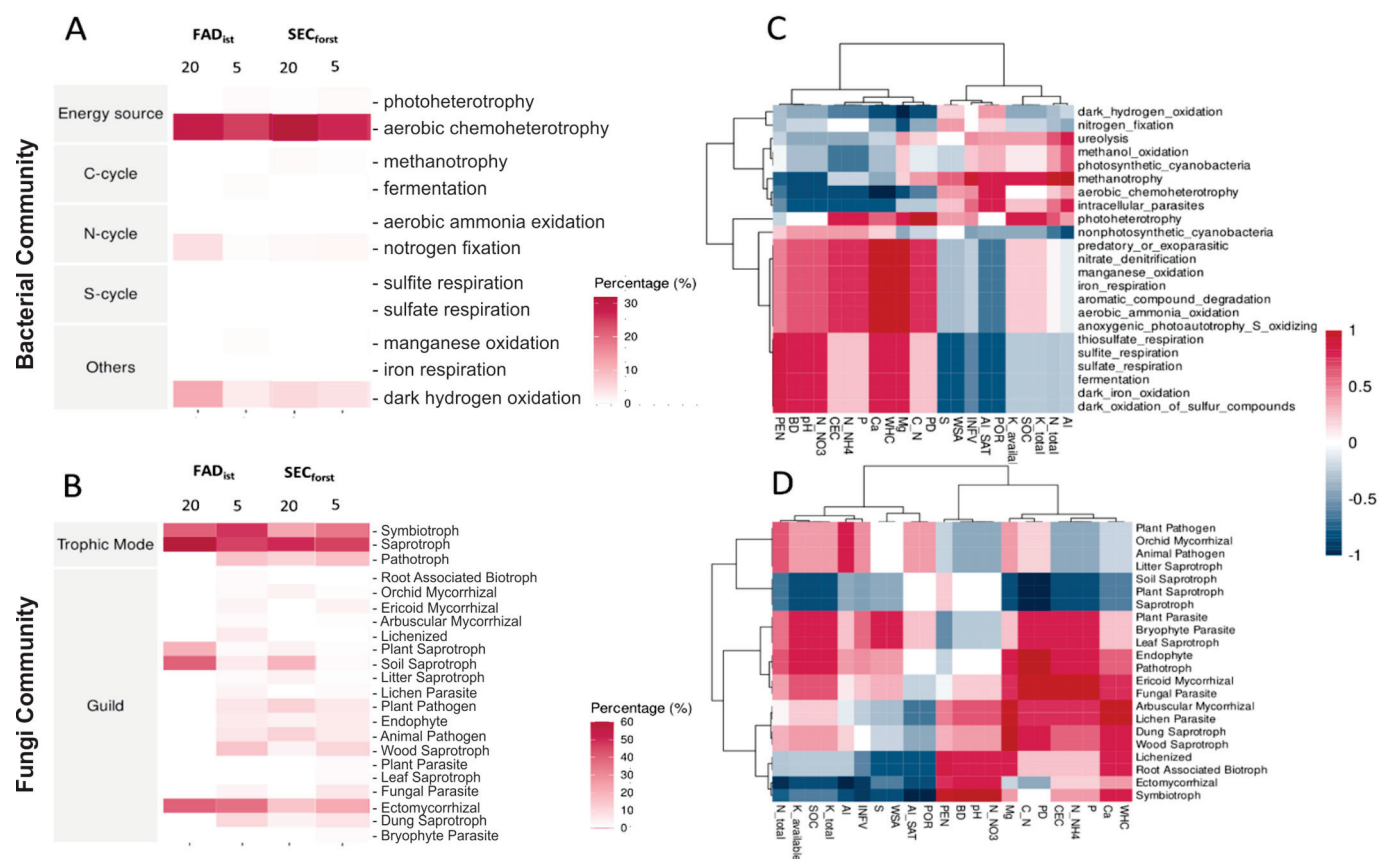 A
FADist
SECforst
20
5
20
5
Bacterial Community
Energy source
C-cycle
N-cycle
S-cycle
Others
- photoheterotrophy
- aerobic chemoheterotrophy
- methanotrophy
- fermentation
- aerobic ammonia exidation
- notrogen fixation
- sulfite respiration
- sulfate respiration
- manganese oxidation
- iron respiration
- dark hydrogen oxidation
Percentage (%)
30
20
10
0
B
FADist
SECforst
20
5
20
5
Fungi Community
Trophic Mode
Guild
- Symbiotroph
- Saprotroph
- Pathotroph
- Root Associated Biotroph
- Orchid Mycorrhizal
- Ericoid Mycorrhizal
- Arbuscular Mycorrhizal
- Lichenized
- Plant Saprotroph
- Soil Saprotroph
- Litter Saprotroph
- Lichen Parasite
- Plant Pathogen
- Endophyte
- Animal Pathogen
- Wood Saprotroph
- Plant Parasite
- Leaf Saprotroph
- Fungal Parasite
- Ectomycorrhizal
- Dung Saprotroph
- Bryophyte Parasite
Percentage (%)
60
50
40
30
20
10
0
C
dark_hydrogen_oxidation
nitrogen_fixation
ureolysis
methanol_oxidation
photosynthetic_cyanobacteria
methanotrophy
aerobic_chemoheterotrophy
intracellular_parasites
photoheterotrophy
nonphotosynthetic_cyanobacteria
predatory_or_exoparasitic
nitrate_denitrification
manganese_oxidation
iron_respiration
aromatic_compound_degradation
aerobic_ammonia_oxidation
anoxygenic_photoautotrophy_S_oxidizing
thiosulfate_respiration
sulfite_respiration
sulfate_respiration
fermentation
dark_iron_oxidation
dark_oxidation_of_sulfur_compounds
PEN
BD
pH
N_NO3
CEC
N_NH4
P
Ca
WHC
Mg
C_N
PD
S
WSA
INFV
Al_SAT
POR
K_availal
SOC
K_total
N_total
Al
1
0.5
0
-0.5
-1
D
Plant Pathogen
Orchid Mycorrhizal
Animal Pathogen
Litter Saprotroph
Soil Saprotroph
Plant Saprotroph
Saprotroph
Plant Parasite
Bryophyte Parasite
Leaf Saprotroph
Endophyte
Pathotroph
Ericoid Mycorrhizal
Fungal Parasite
Arbuscular Mycorrhizal
Lichen Parasite
Dung Saprotroph
Wood Saprotroph
Lichenized
Root Associated Biotroph
Ectomycorrhizal
Symbiotroph
N_total
K_available
SOC
K_total
Al
INFV
S
WSA
Al_SAT
POR
PEN
BD
pH
N_NO3
Mg
C_N
PD
CEC
N_NH4
P
Ca
WHC